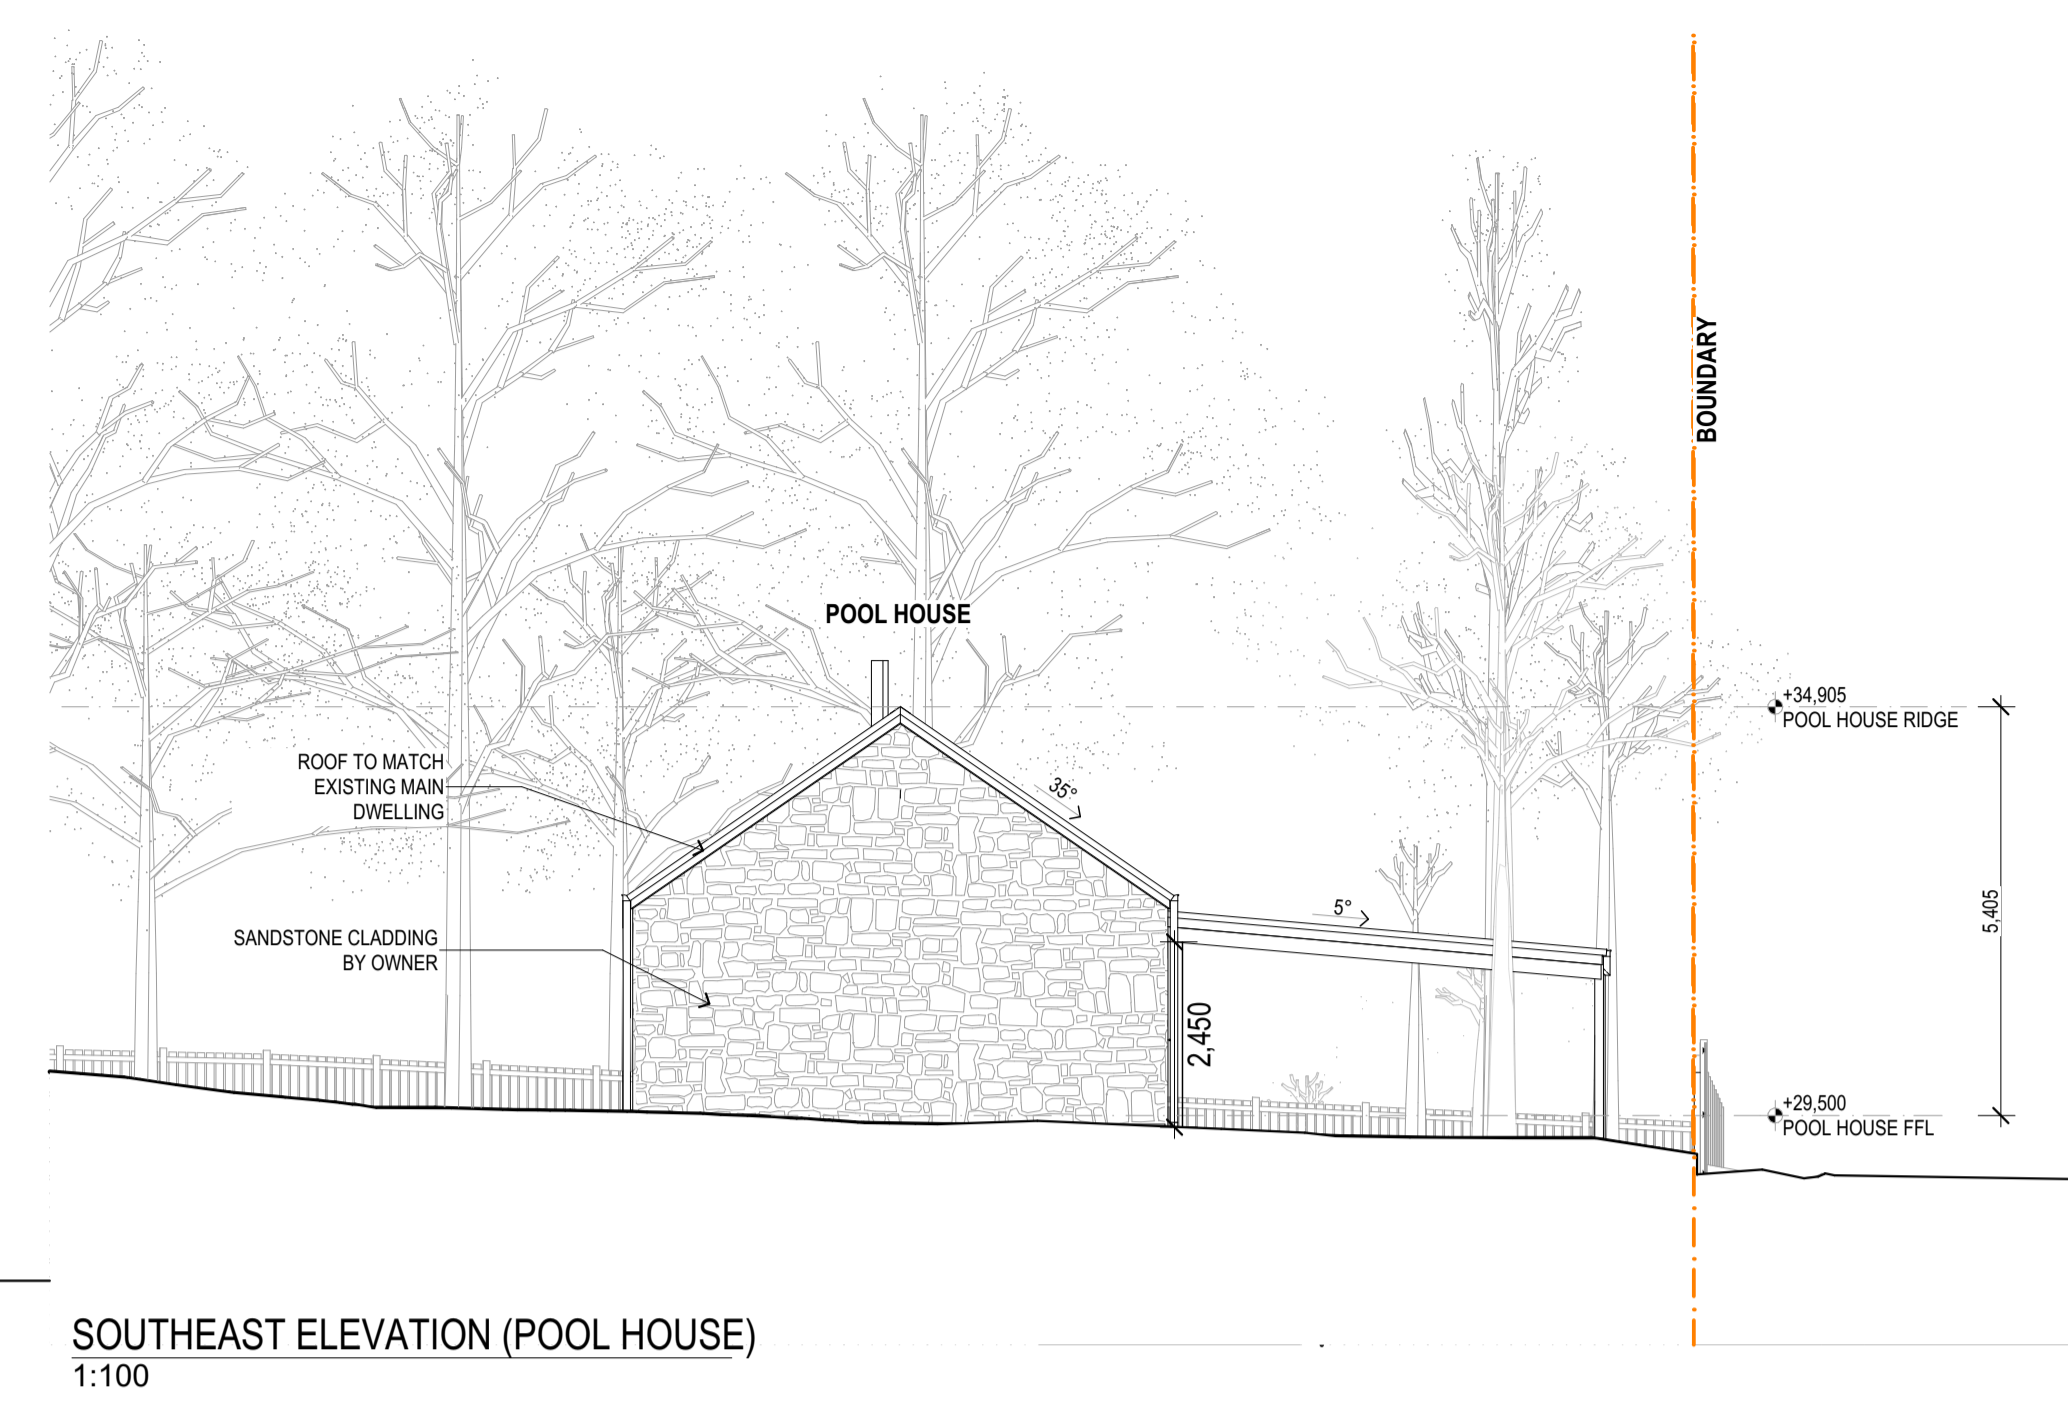 BOUNDARY
POOL HOUSE
+34,905
POOL HOUSE RIDGE
ROOF TO MATCH
EXISTING MAIN
DWELLING
35°
5°
5,405
SANDSTONE CLADDING
BY OWNER
2,450
+29,500
POOL HOUSE FFL
SOUTHEAST ELEVATION (POOL HOUSE)
1:100